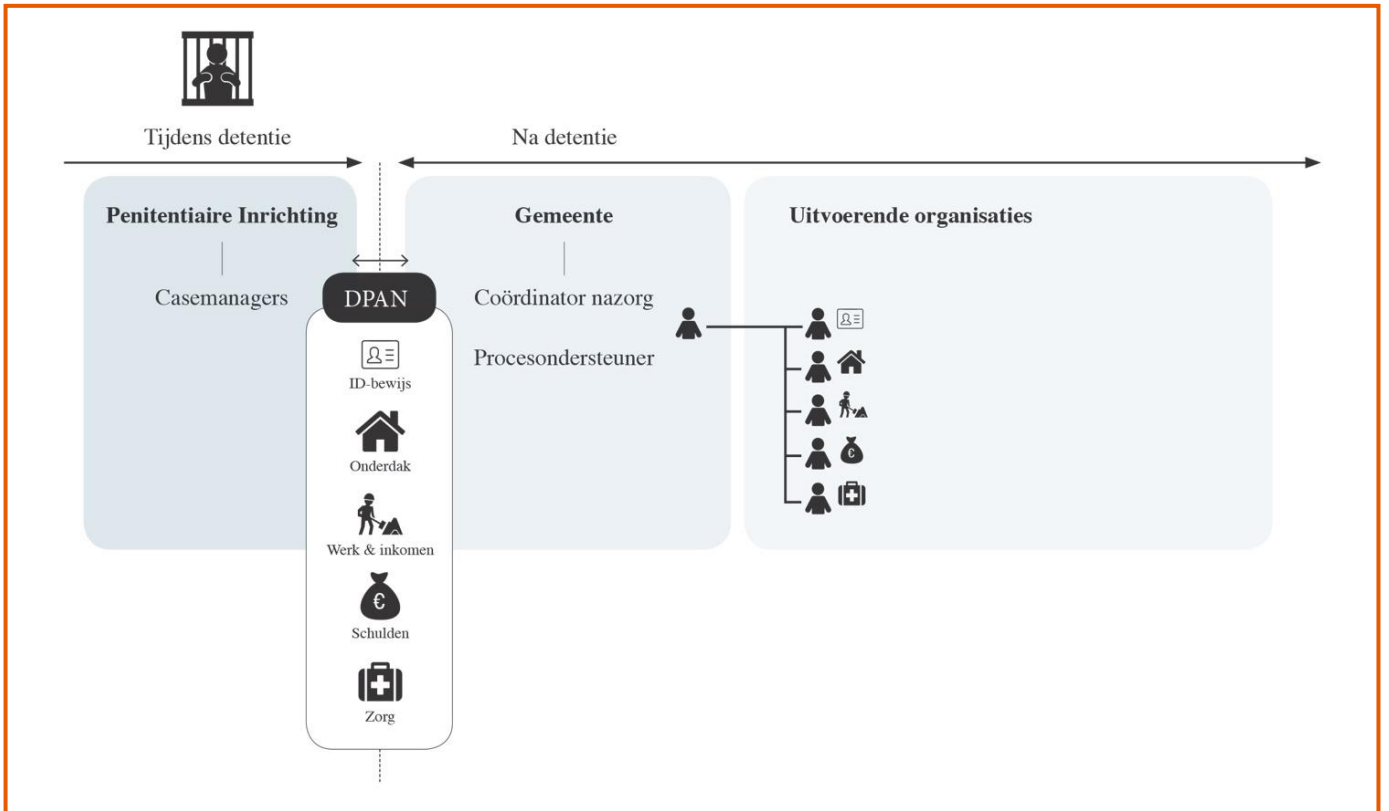 Tijdens detentie
Na detentie
Penitentiaire Inrichting
Gemeente
Uitvoerende organisaties
Casemanagers
DPAN
Coördinator nazorg
Procesondersteuner
ID-bewijs
Onderdak
Werk & inkomen
€
Schulden
Zorg
€